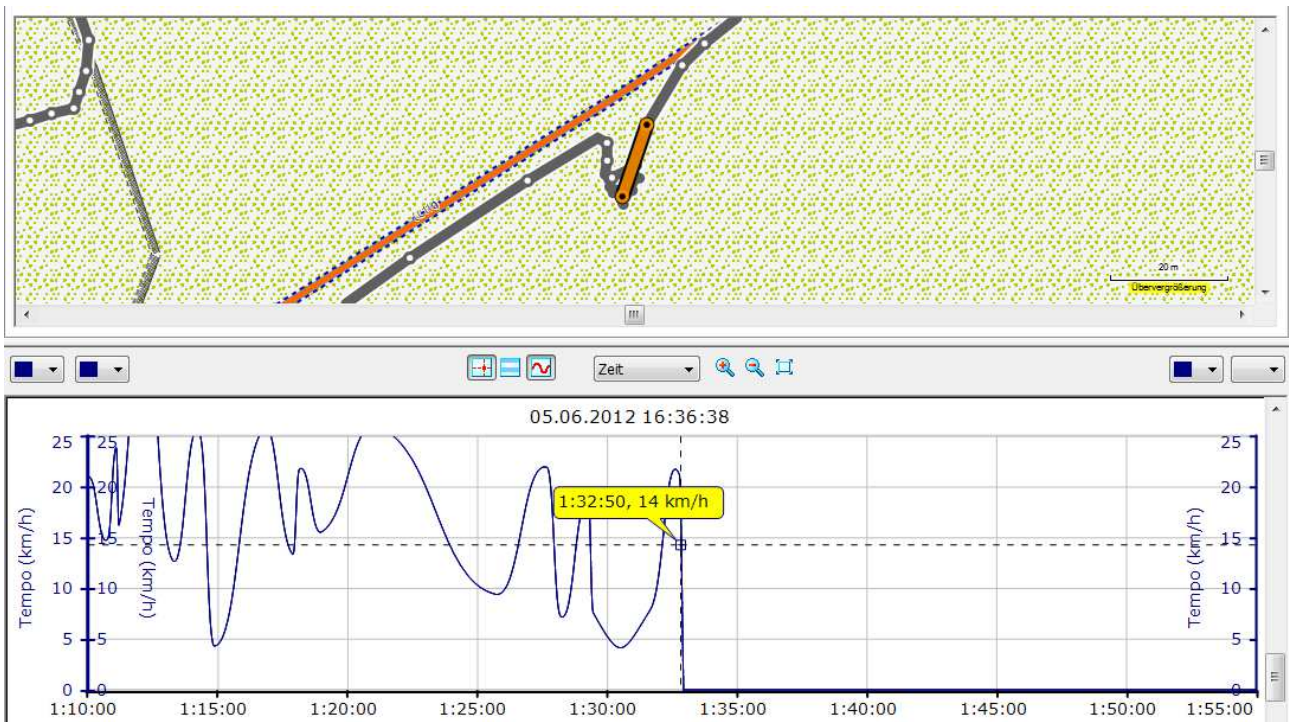 20 m
Übervergrößerung
Zeit
05.06.2012 16:36:38
25 25 25
20 20 20
1:32:50, 14 km/h
15 15
10 10 10
5 5 5
0 0 0
Tempo (km/h)
Tempo (km/h)
Tempo (km/h)
1:10:00 1:15:00 1:20:00 1:25:00 1:30:00 1:35:00 1:40:00 1:45:00 1:50:00 1:55:00